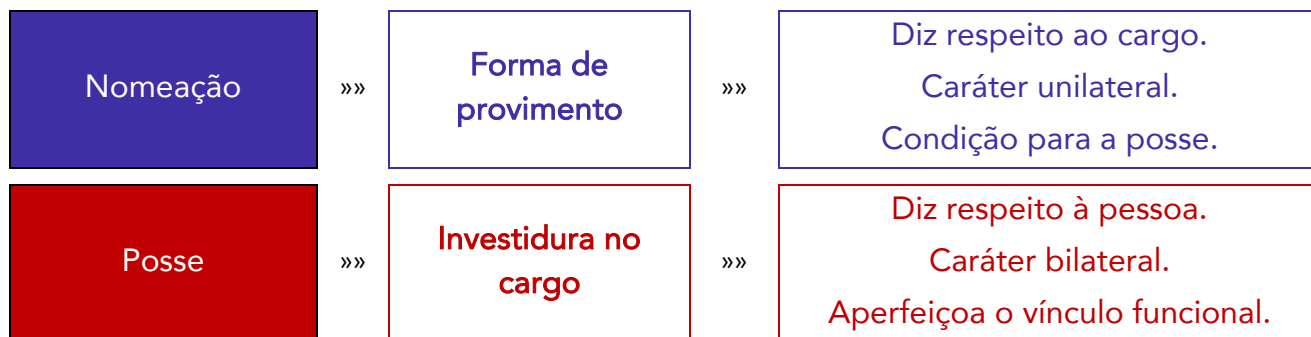 Nomeação
»»
Forma de
provimento
»»
Diz respeito ao cargo.
Caráter unilateral.
Condição para a posse.
Posse
»»
Investidura no
cargo
»»
Diz respeito à pessoa.
Caráter bilateral.
Aperfeiçoa o vínculo funcional.